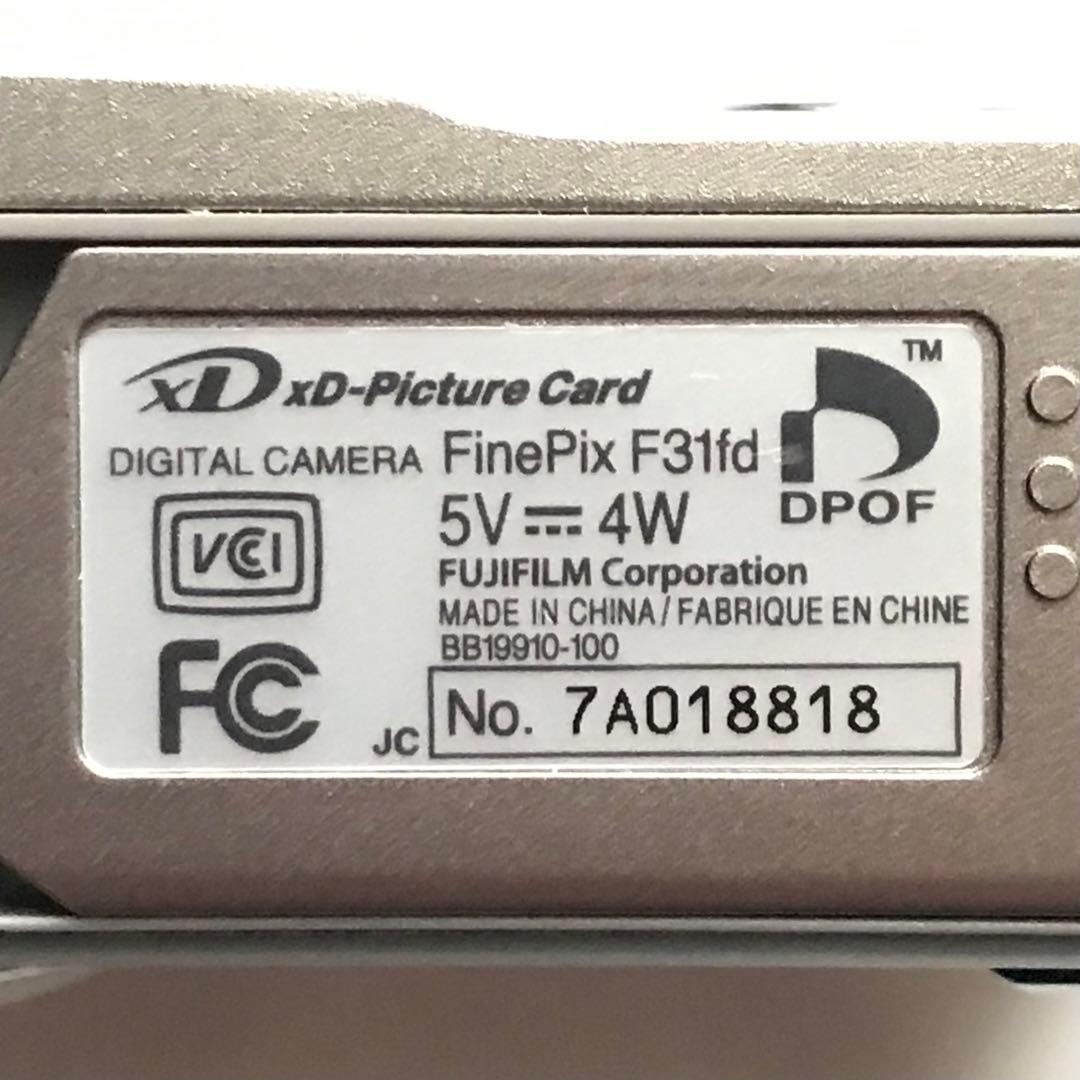 xD xD-Picture Card
TM
DPOF
DIGITAL CAMERA FinePix F31fd
VCI
5V⎓4W
FUJIFILM Corporation
MADE IN CHINA/FABRIQUE EN CHINE
BB19910-100
FC
JC
No. 7A018818